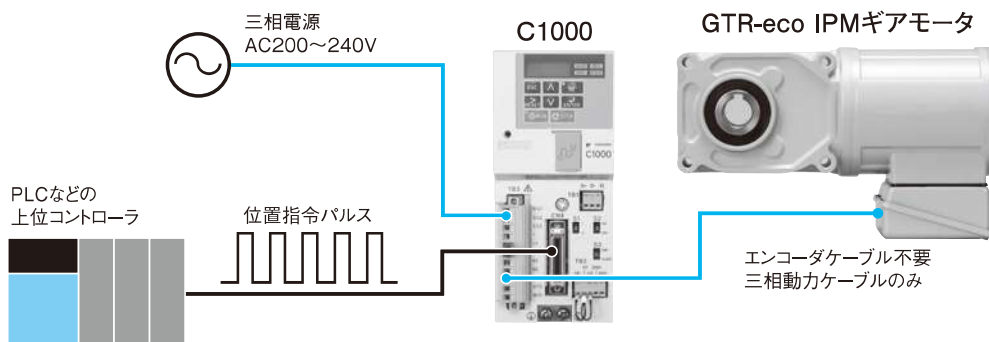 三相電源
AC200～240V
C1000
GTR-eco IPMギアモータ
PLCなどの
上位コントローラ
位置指令パルス
C1000
エンコーダケーブル不要
三相動力ケーブルのみ